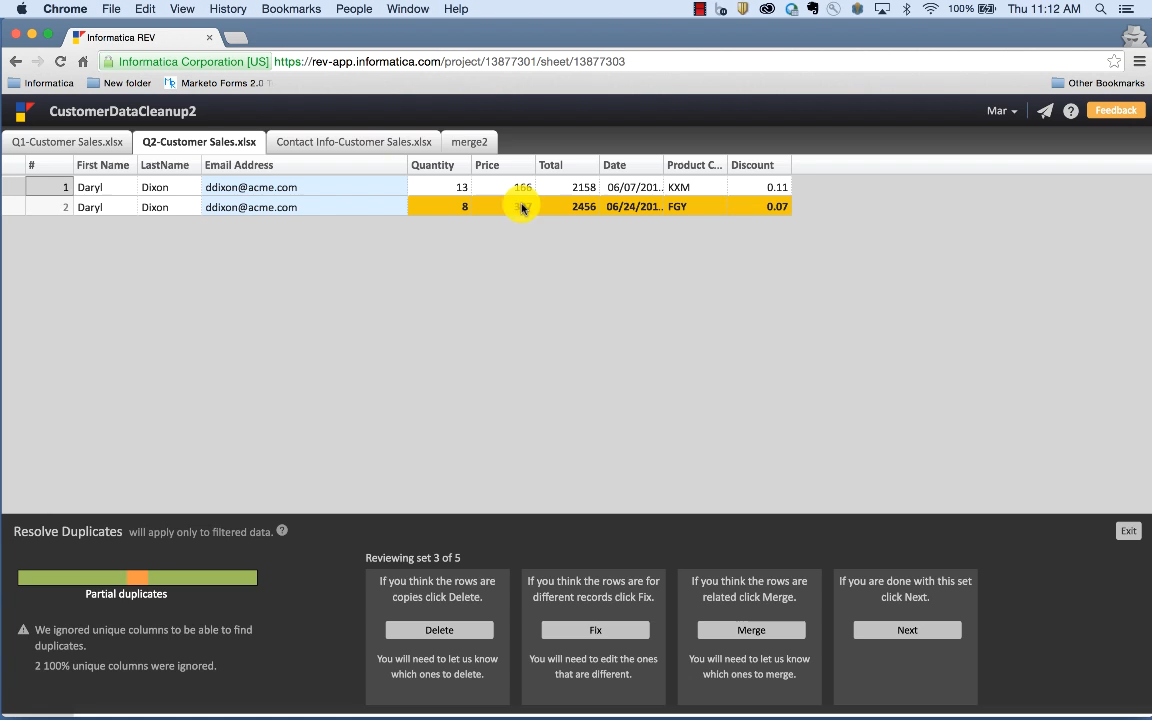 Chrome File Edit View History Bookmarks People Window Help 100% Thu 11:12 AM
Informatica REV
Informatica Corporation [US] https://rev-app.informatica.com/project/13877301/sheet/13877303
Informatica New folder Marketo Forms 2.0 Other Bookmarks
CustomerDataCleanup2 Mar ? Feedback
Q1-Customer Sales.xlsx Q2-Customer Sales.xlsx Contact Info-Customer Sales.xlsx merge2
# First Name LastName Email Address Quantity Price Total Date Product C... Discount
1 Daryl Dixon ddixon@acme.com 13 166 2158 06/07/201.. KXM 0.11
2 Daryl Dixon ddixon@acme.com 8 2456 06/24/201.. FGY 0.07
Resolve Duplicates will apply only to filtered data. ? Exit
Reviewing set 3 of 5
Partial duplicates
We ignored unique columns to be able to find
duplicates.
2 100% unique columns were ignored.
If you think the rows are
copies click Delete.
Delete
You will need to let us know
which ones to delete.
If you think the rows are for
different records click Fix.
Fix
You will need to edit the ones
that are different.
If you think the rows are
related click Merge.
Merge
You will need to let us know
which ones to merge.
If you are done with this set
click Next.
Next